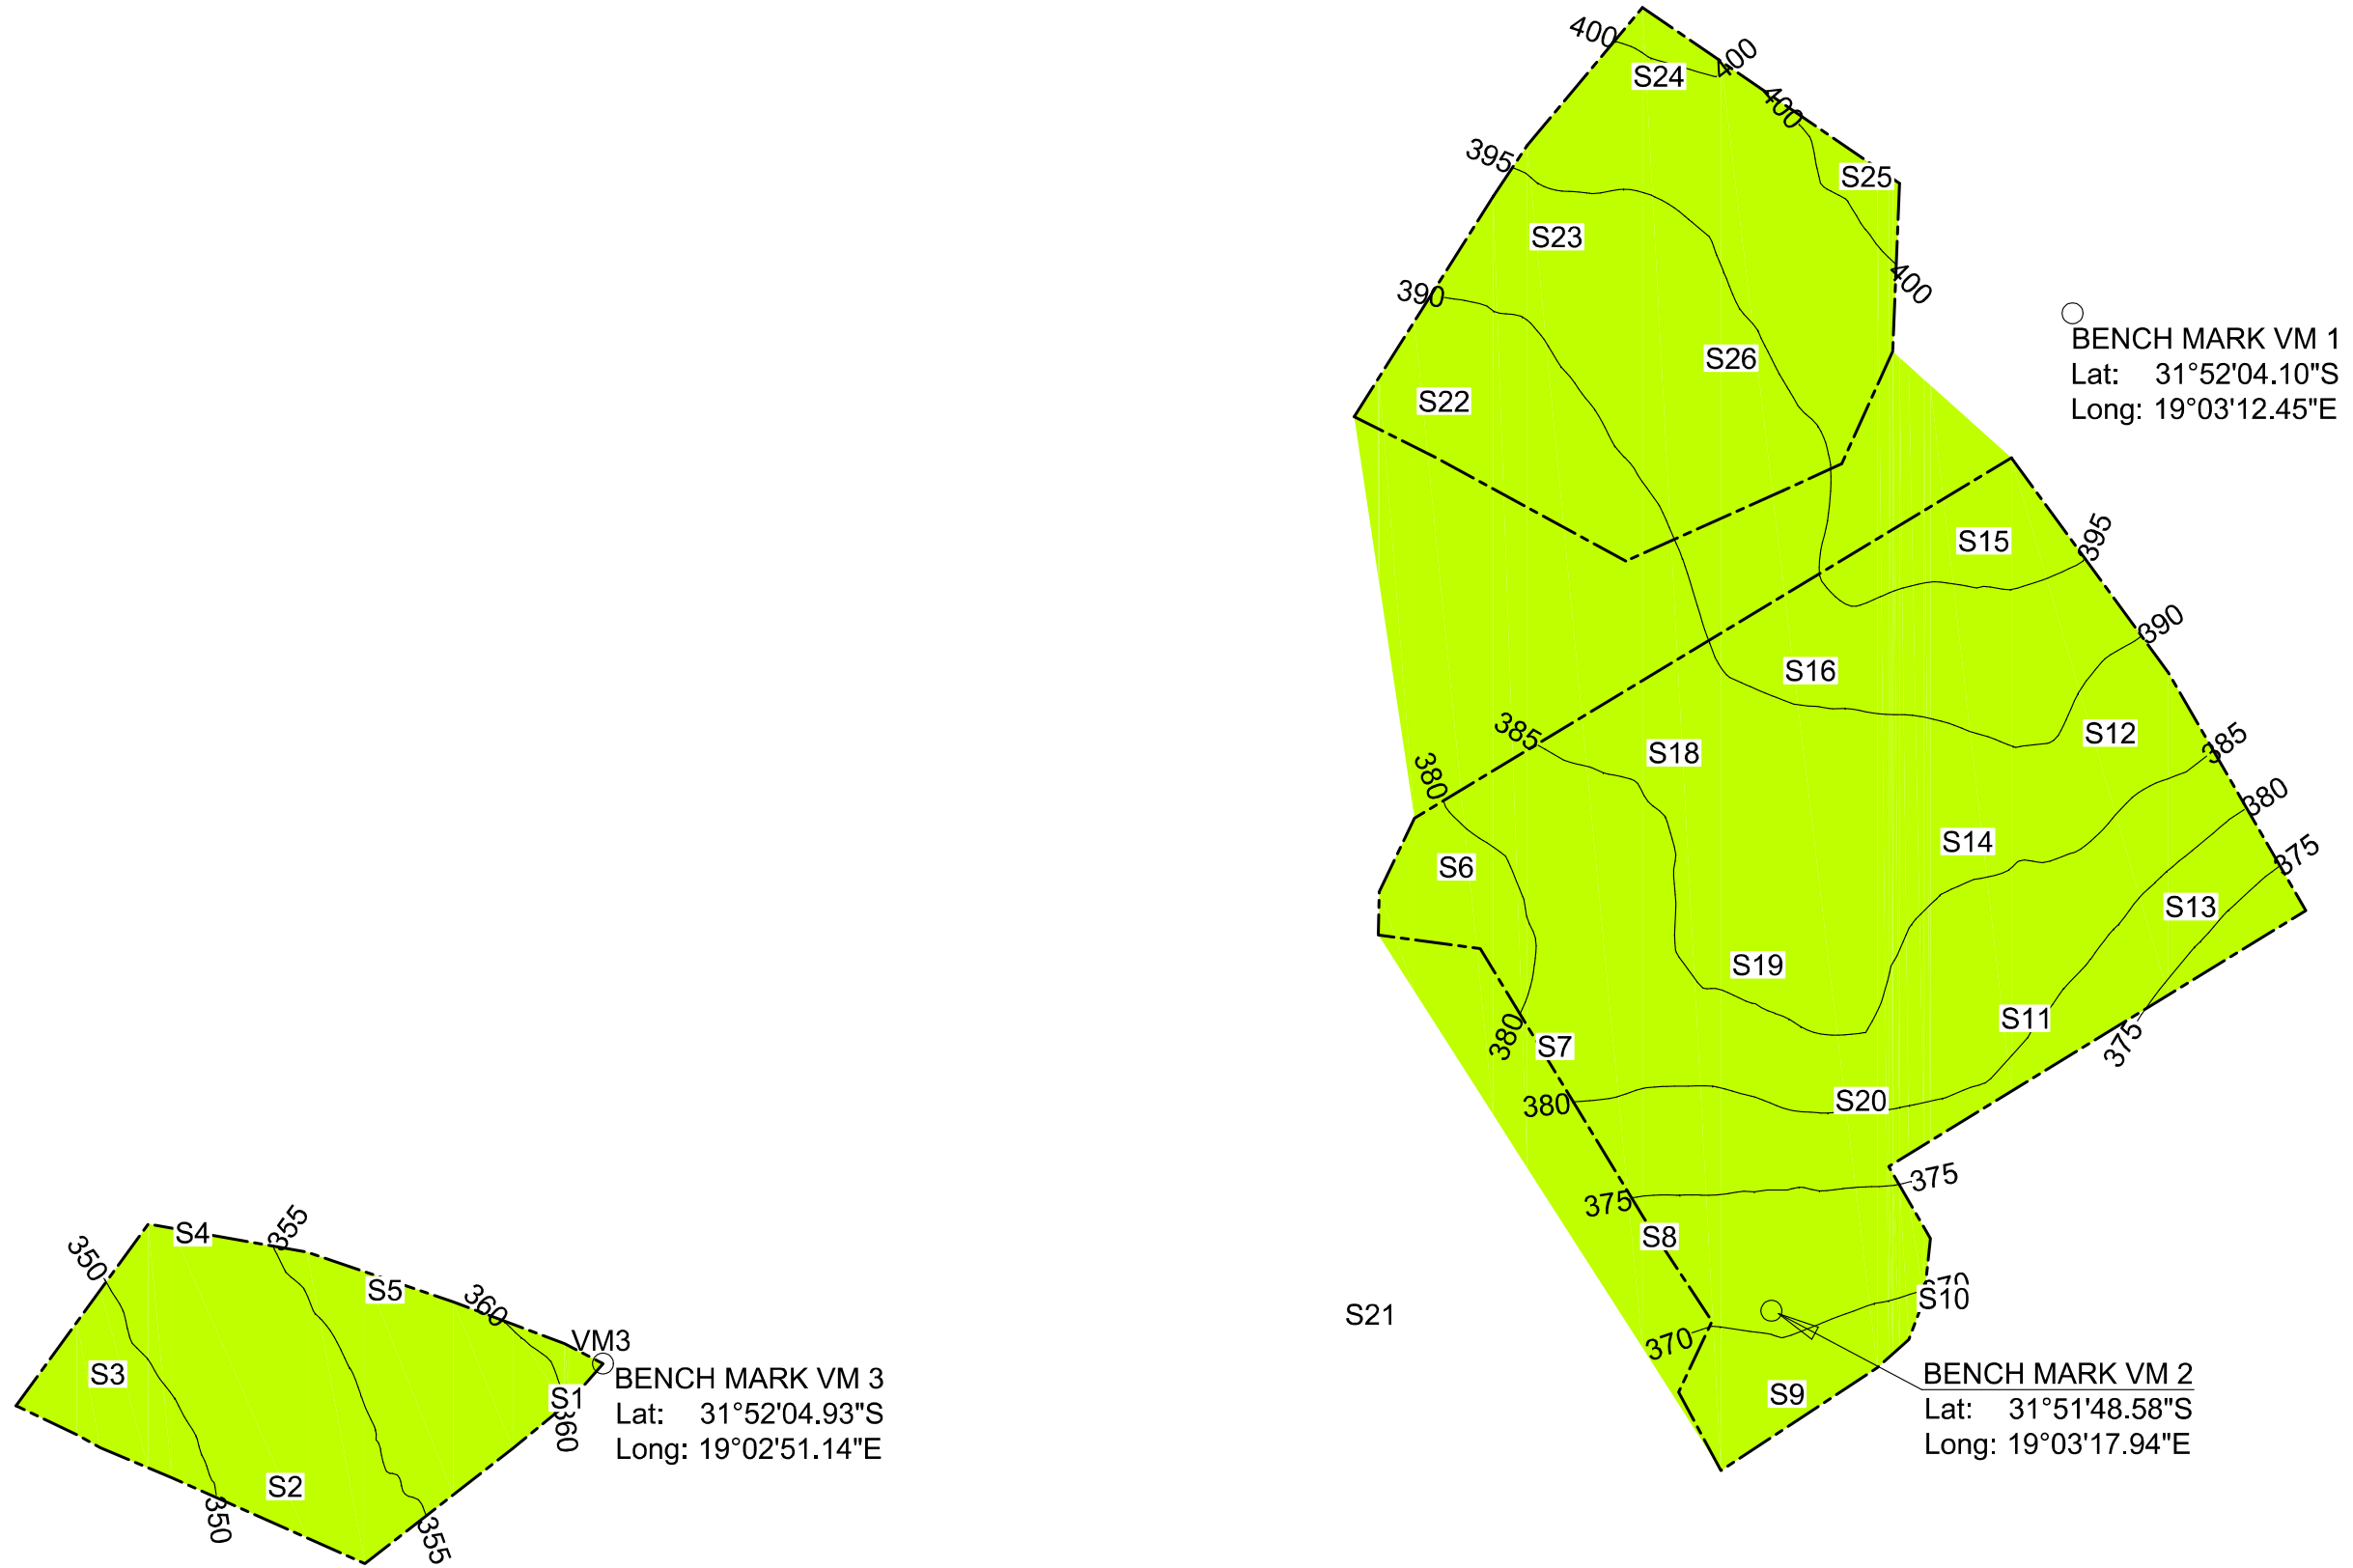 400
400
S24
400
395
S25
S23
390
400
BENCH MARK VM 1
Lat: 31°52'04.10"S
Long: 19°03'12.45"E
S26
S22
395
S15
390
S16
385
S12
385
S18
380
380
S14
375
S6
S13
S19
380
S7
S11
375
380
S20
375
375
S8
S21
370
S10
370
BENCH MARK VM 2
Lat: 31°51'48.58"S
Long: 19°03'17.94"E
S9
S4
355
350
S5
360
VM3
BENCH MARK VM 3
Lat: 31°52'04.93"S
Long: 19°02'51.14"E
S3
S1
360
S2
350
355